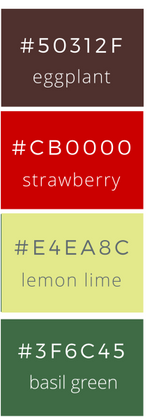 #50312F
eggplant
#CB0000
strawberry
#E4EA8C
lemon lime
#3F6C45
basil green